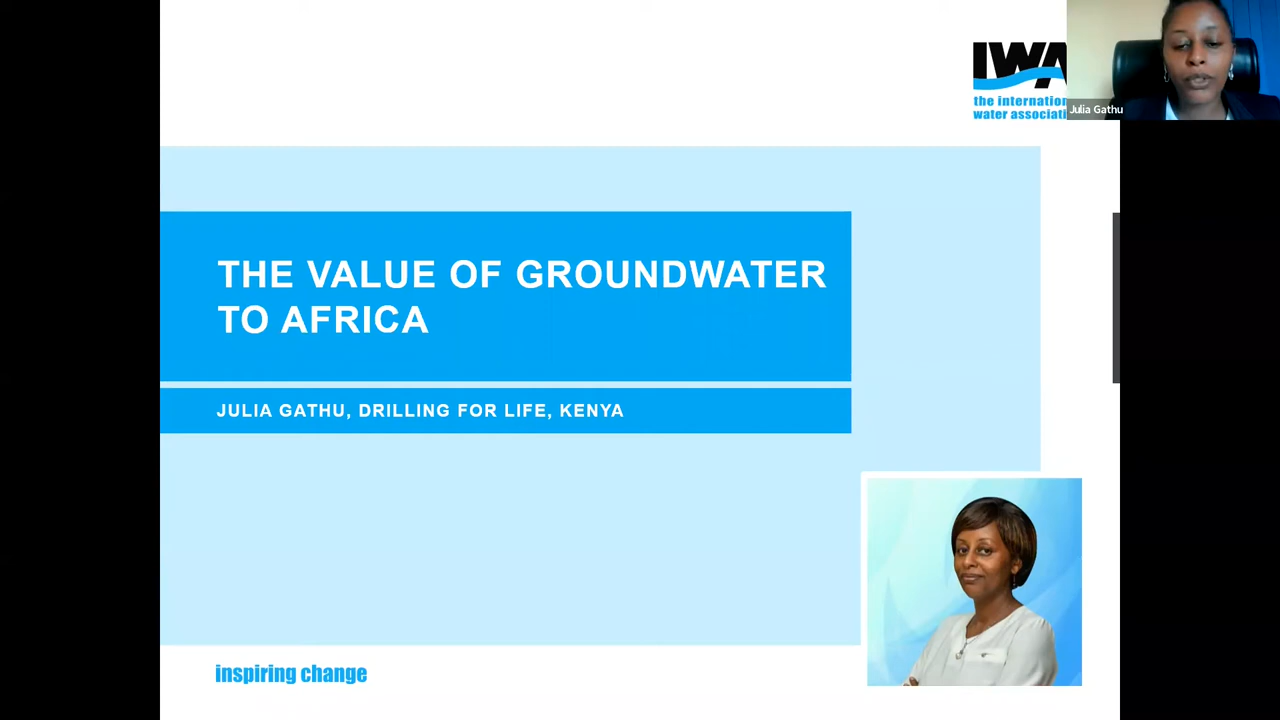 IWA
the internation
water associati
Julia Gathu
THE VALUE OF GROUNDWATER
TO AFRICA
JULIA GATHU, DRILLING FOR LIFE, KENYA
inspiring change